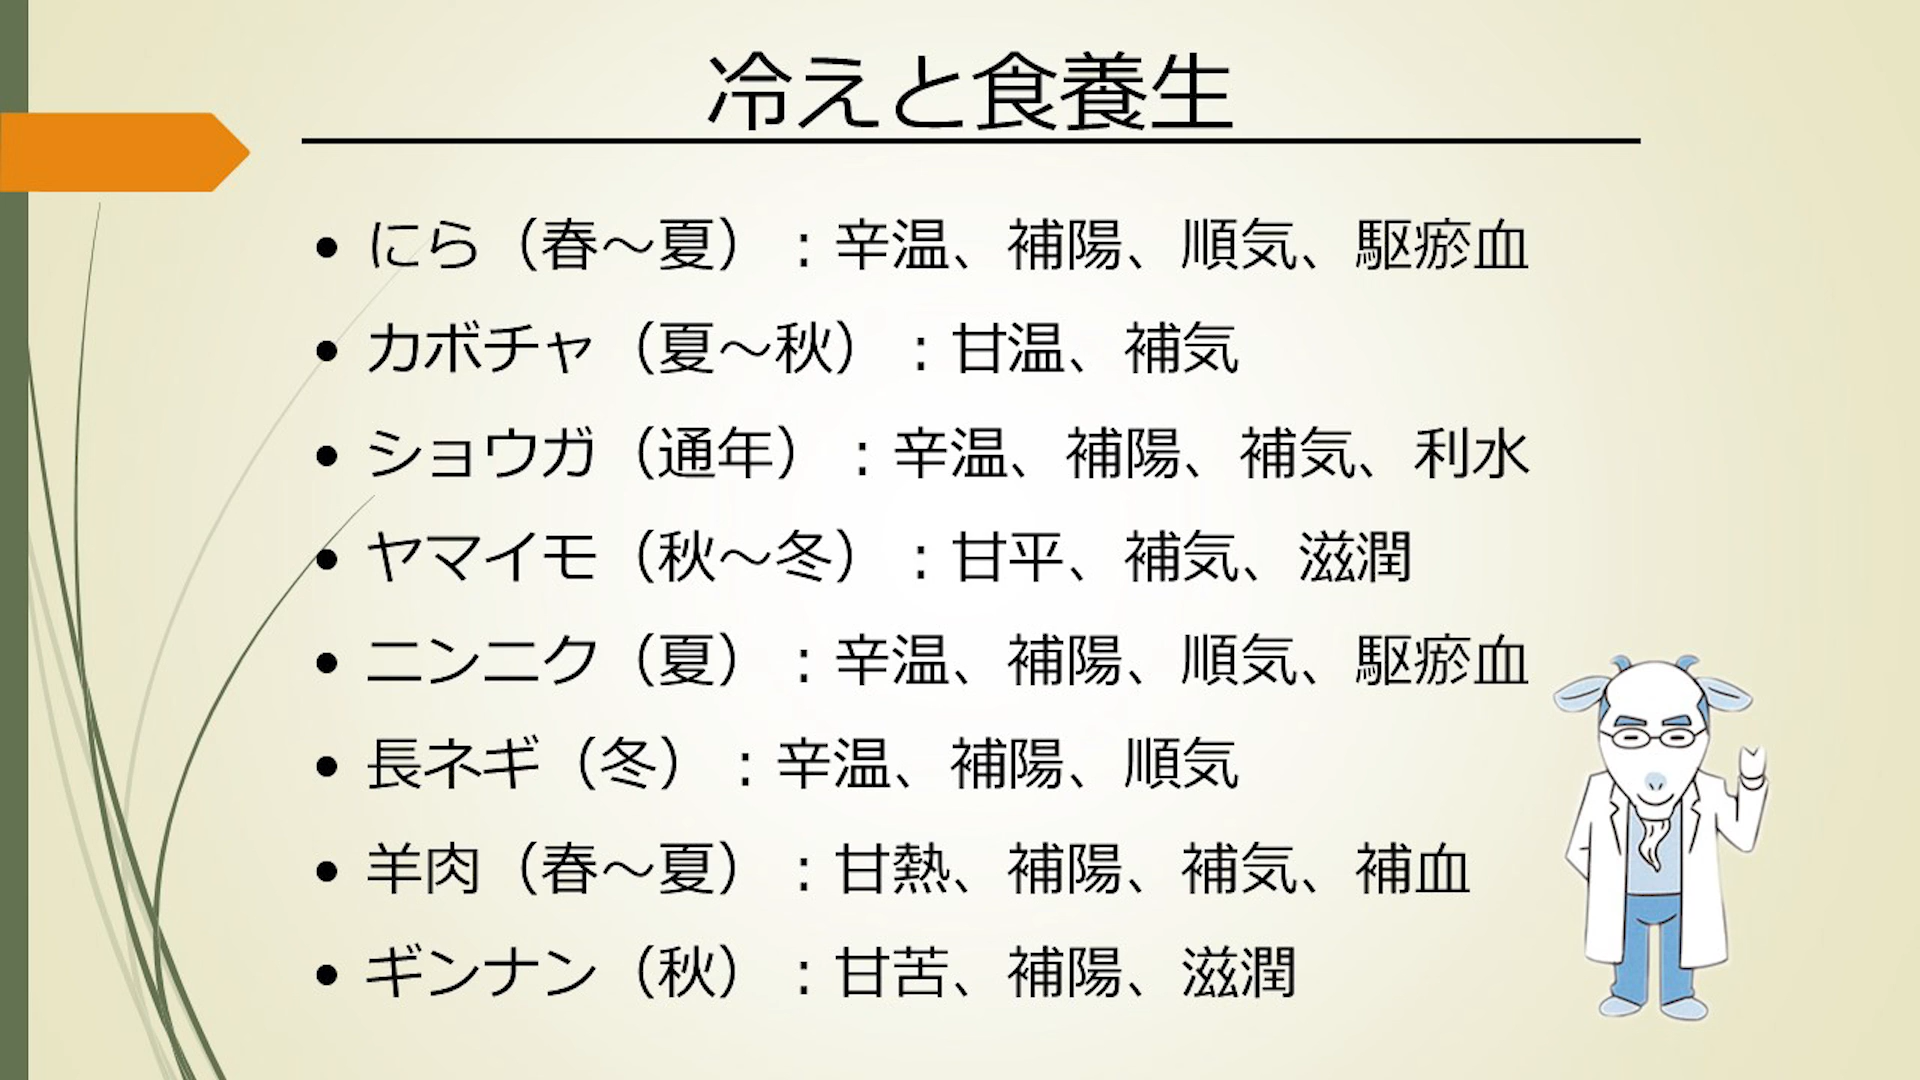 冷えと食養生
• にら（春～夏）：辛温、補陽、順気、駆瘀血
• カボチャ（夏～秋）：甘温、補気
• ショウガ（通年）：辛温、補陽、補気、利水
• ヤマイモ（秋～冬）：甘平、補気、滋潤
• ニンニク（夏）：辛温、補陽、順気、駆瘀血
• 長ネギ（冬）：辛温、補陽、順気
• 羊肉（春～夏）：甘熱、補陽、補気、補血
• ギンナン（秋）：甘苦、補陽、滋潤